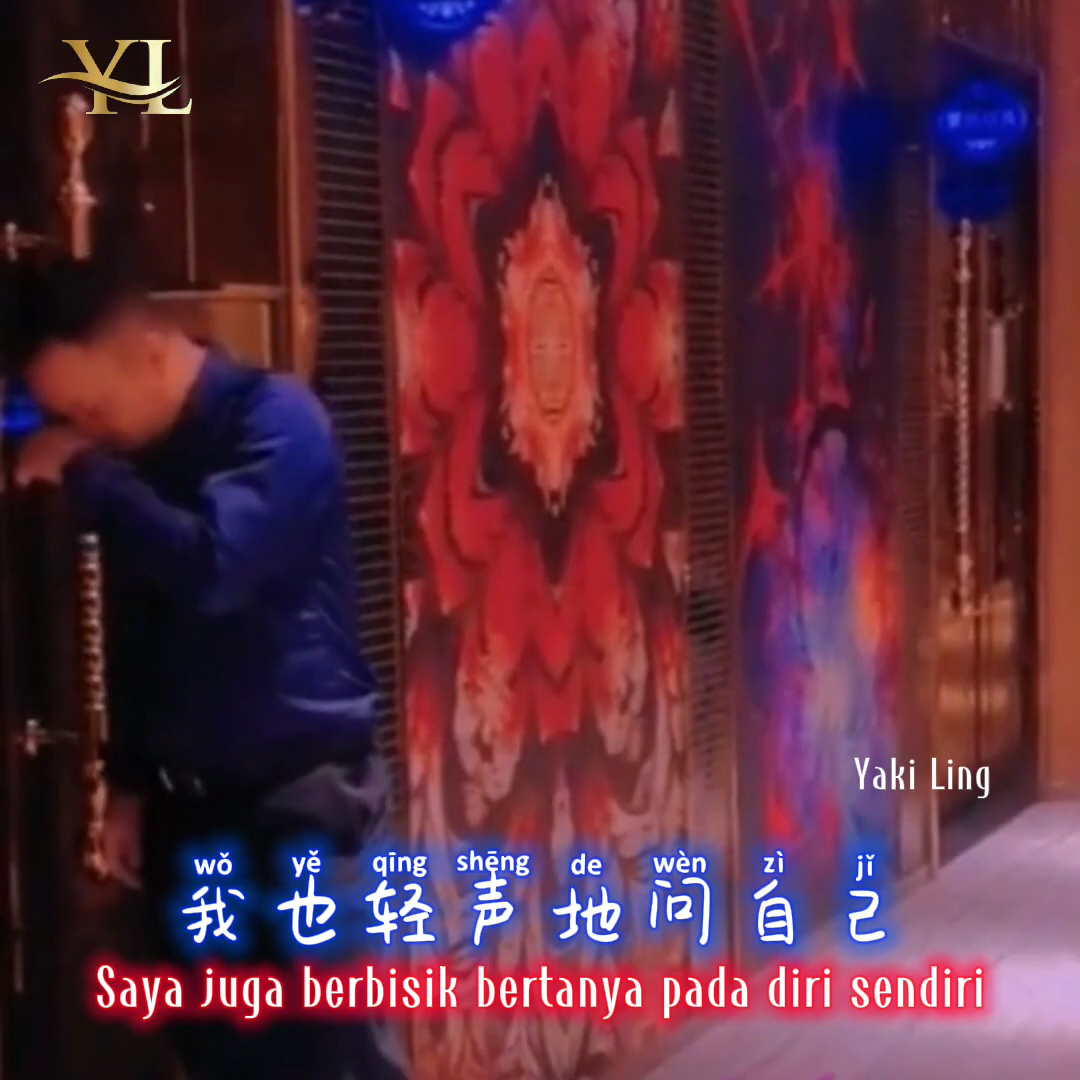 YL
Yaki Ling
wǒ yě qīng shēng de wèn zì jǐ
我也轻声地问自己
Saya juga berbisik bertanya pada diri sendiri